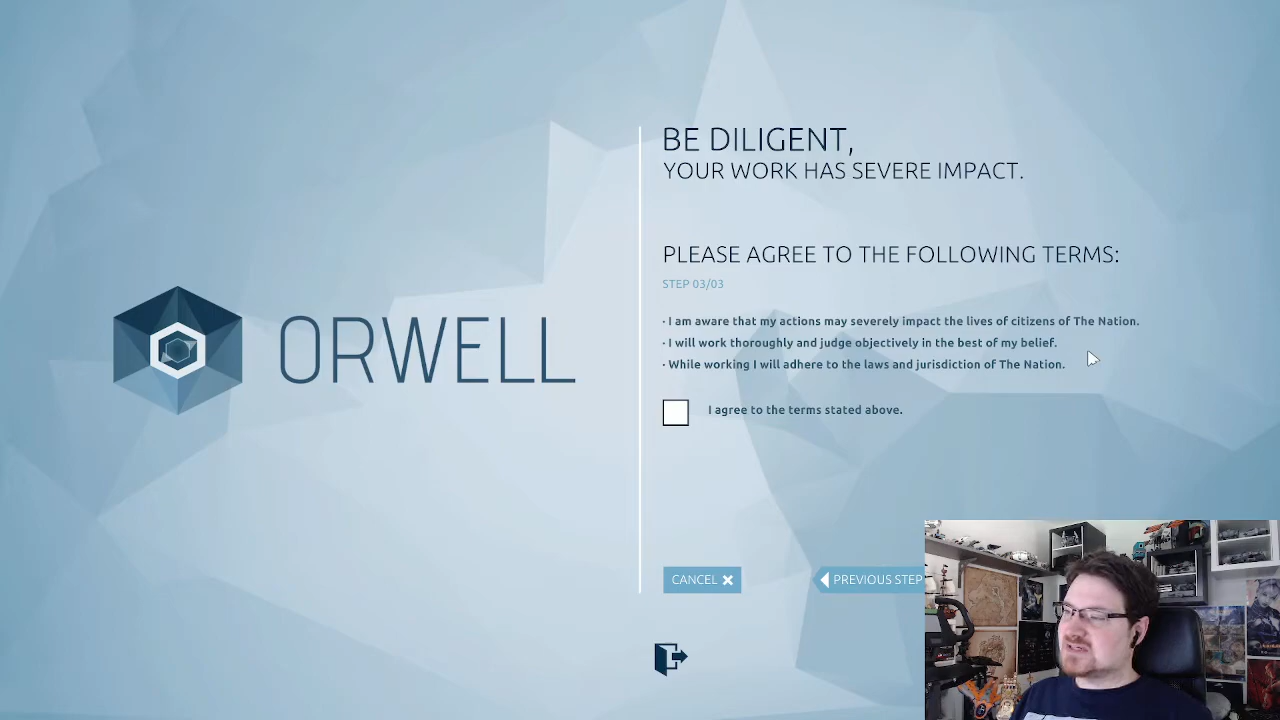 BE DILIGENT,
YOUR WORK HAS SEVERE IMPACT.
PLEASE AGREE TO THE FOLLOWING TERMS:
STEP 03/03
· I am aware that my actions may severely impact the lives of citizens of The Nation.
· I will work thoroughly and judge objectively in the best of my belief.
· While working I will adhere to the laws and jurisdiction of The Nation.
ORWELL
I agree to the terms stated above.
CANCEL
PREVIOUS STEP